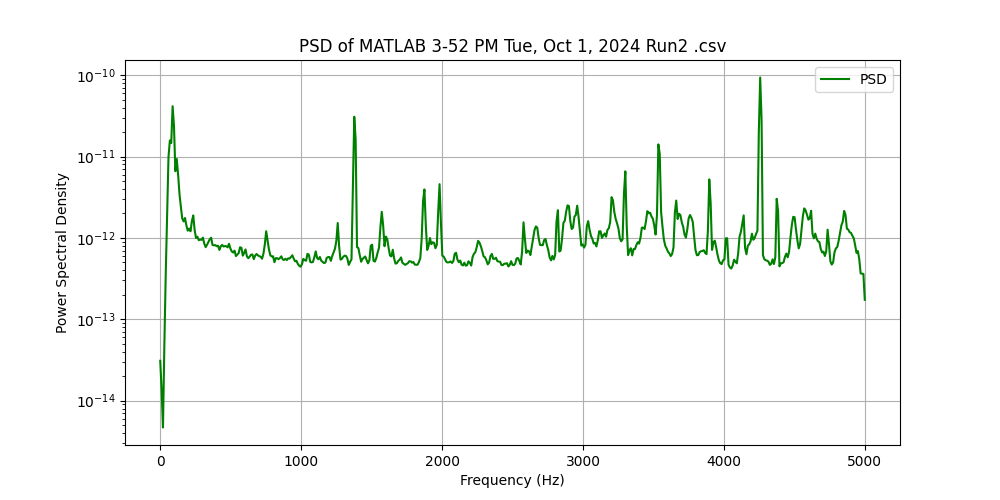 PSD of MATLAB 3-52 PM Tue, Oct 1, 2024 Run2 .csv
PSD
Power Spectral Density
10⁻¹⁰
10⁻¹¹
10⁻¹²
10⁻¹³
10⁻¹⁴
0 1000 2000 3000 4000 5000
Frequency (Hz)